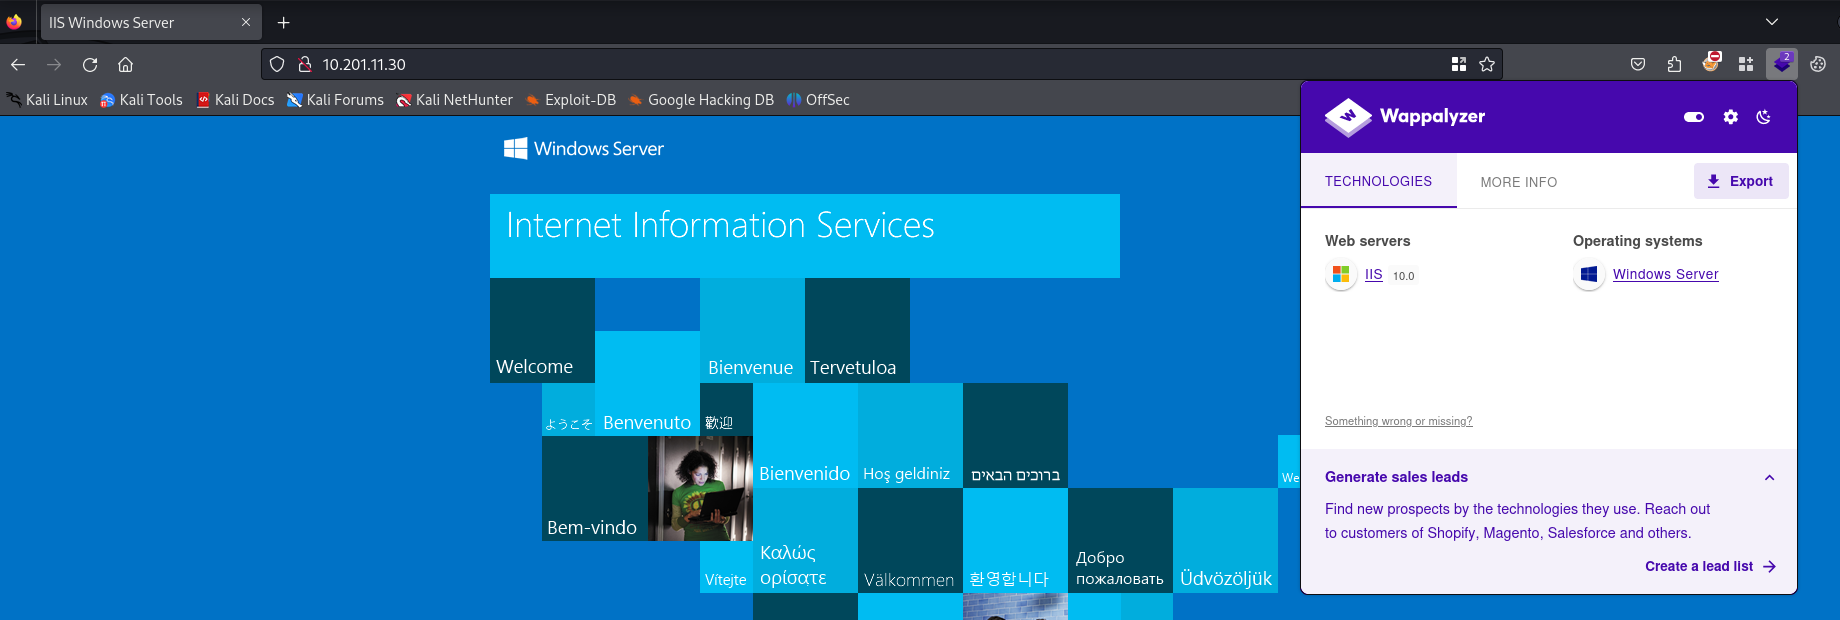 IIS Windows Server
10.201.11.30
2
Kali Linux Kali Tools Kali Docs Kali Forums Kali NetHunter Exploit-DB Google Hacking DB OffSec
Windows Server
Internet Information Services
Welcome
Bienvenue
Tervetuloa
ようこそ
Benvenuto
歡迎
Bienvenido
Hoş geldiniz
ברוכים הבאים
We
Bem-vindo
Vítejte
Καλώς
ορίσατε
Välkommen
환영합니다
Добро
пожаловать
Üdvözöljük
Wappalyzer
TECHNOLOGIES
MORE INFO
Export
Web servers
IIS 10.0
Operating systems
Windows Server
Something wrong or missing?
Generate sales leads
Find new prospects by the technologies they use. Reach out
to customers of Shopify, Magento, Salesforce and others.
Create a lead list